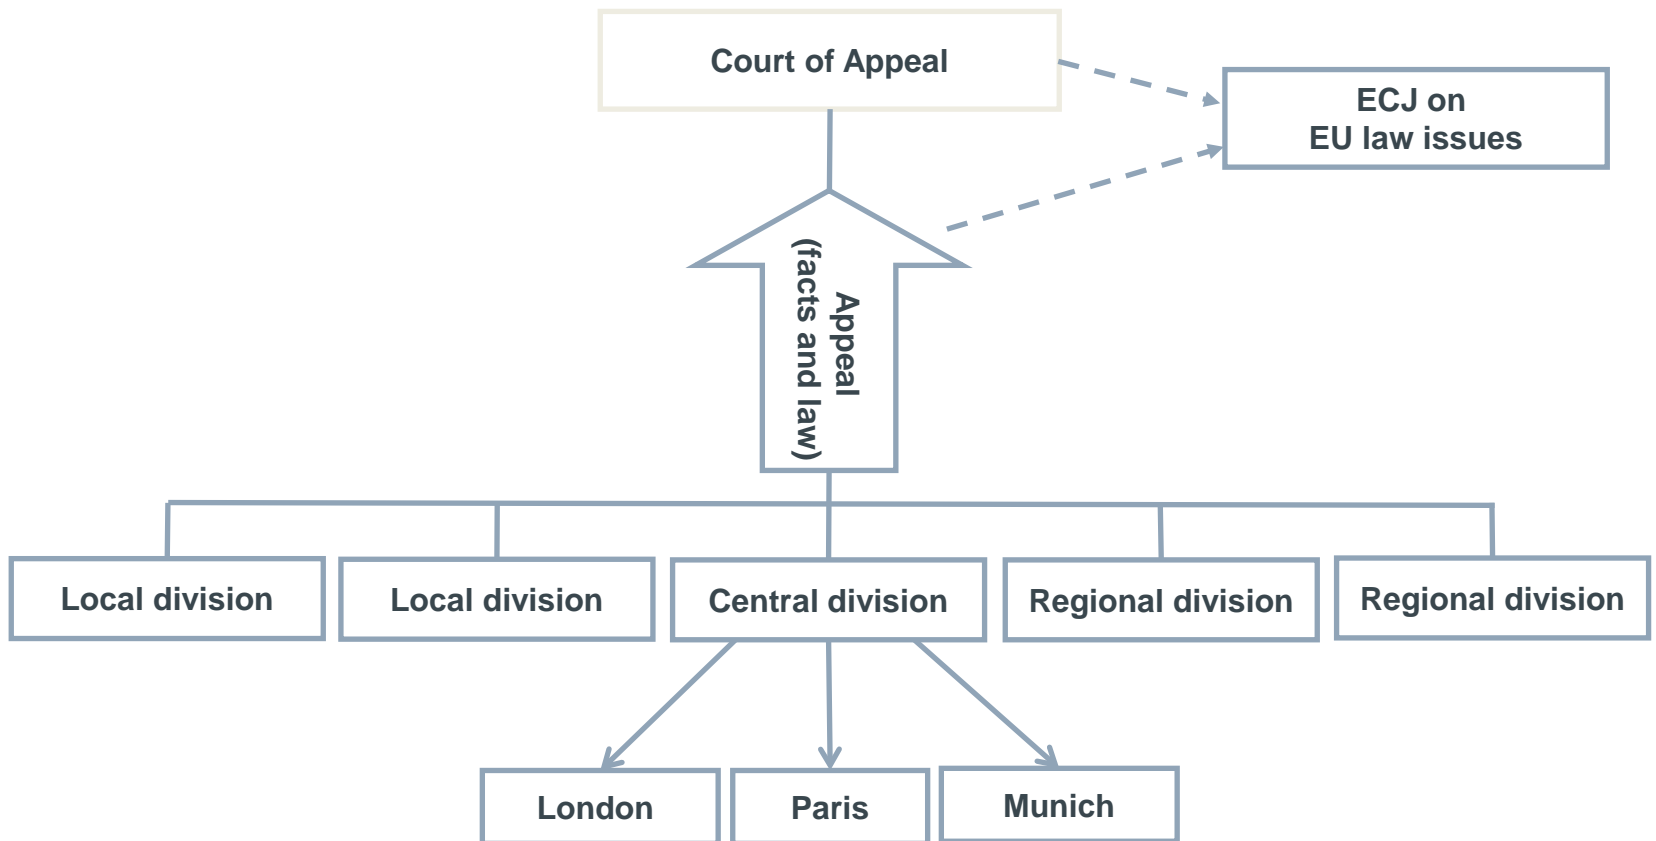 Court of Appeal
ECJ on
EU law issues
Appeal
(facts and law)
Local division
Local division
Central division
Regional division
Regional division
London
Paris
Munich